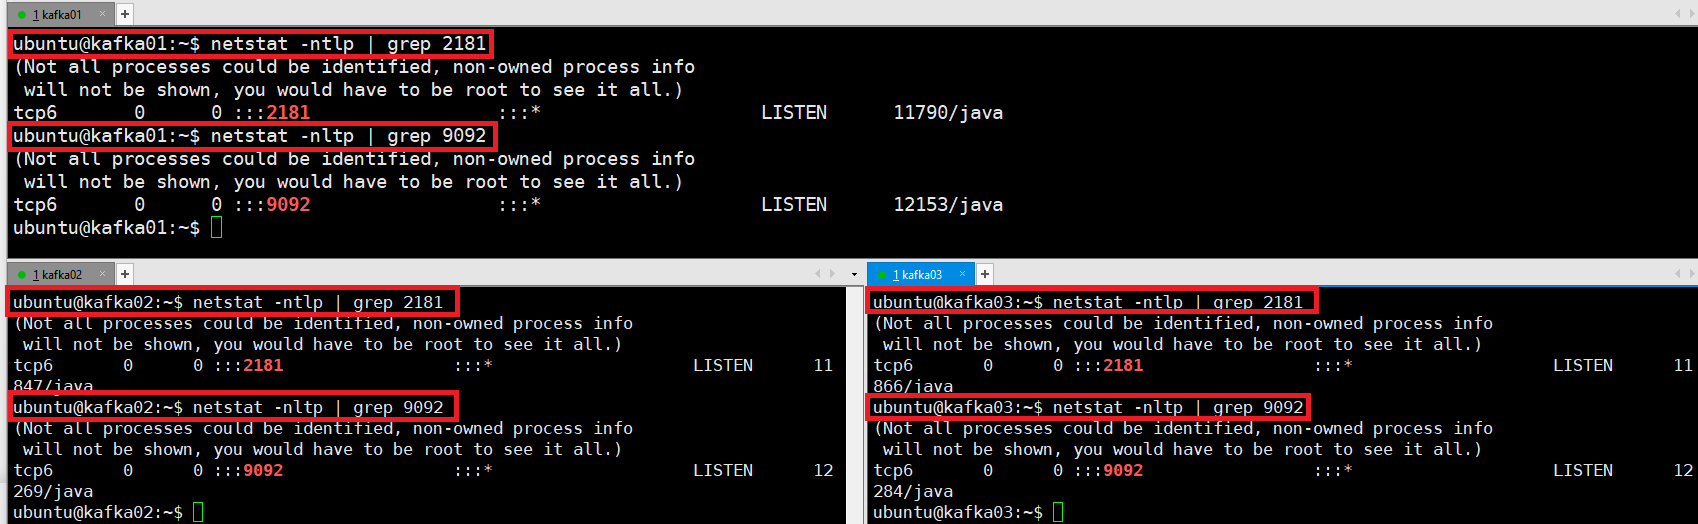 1 kafka01 × +
ubuntu@kafka01:~$ netstat -ntlp | grep 2181
(Not all processes could be identified, non-owned process info
 will not be shown, you would have to be root to see it all.)
tcp6       0      0 :::2181                 :::*                    LISTEN      11790/java
ubuntu@kafka01:~$ netstat -nltp | grep 9092
(Not all processes could be identified, non-owned process info
 will not be shown, you would have to be root to see it all.)
tcp6       0      0 :::9092                 :::*                    LISTEN      12153/java
ubuntu@kafka01:~$
1 kafka02 × +
ubuntu@kafka02:~$ netstat -ntlp | grep 2181
(Not all processes could be identified, non-owned process info
 will not be shown, you would have to be root to see it all.)
tcp6       0      0 :::2181                 :::*                    LISTEN      11
847/java
ubuntu@kafka02:~$ netstat -nltp | grep 9092
(Not all processes could be identified, non-owned process info
 will not be shown, you would have to be root to see it all.)
tcp6       0      0 :::9092                 :::*                    LISTEN      12
269/java
ubuntu@kafka02:~$
1 kafka03 × +
ubuntu@kafka03:~$ netstat -ntlp | grep 2181
(Not all processes could be identified, non-owned process info
 will not be shown, you would have to be root to see it all.)
tcp6       0      0 :::2181                 :::*                    LISTEN      11
866/java
ubuntu@kafka03:~$ netstat -nltp | grep 9092
(Not all processes could be identified, non-owned process info
 will not be shown, you would have to be root to see it all.)
tcp6       0      0 :::9092                 :::*                    LISTEN      12
284/java
ubuntu@kafka03:~$